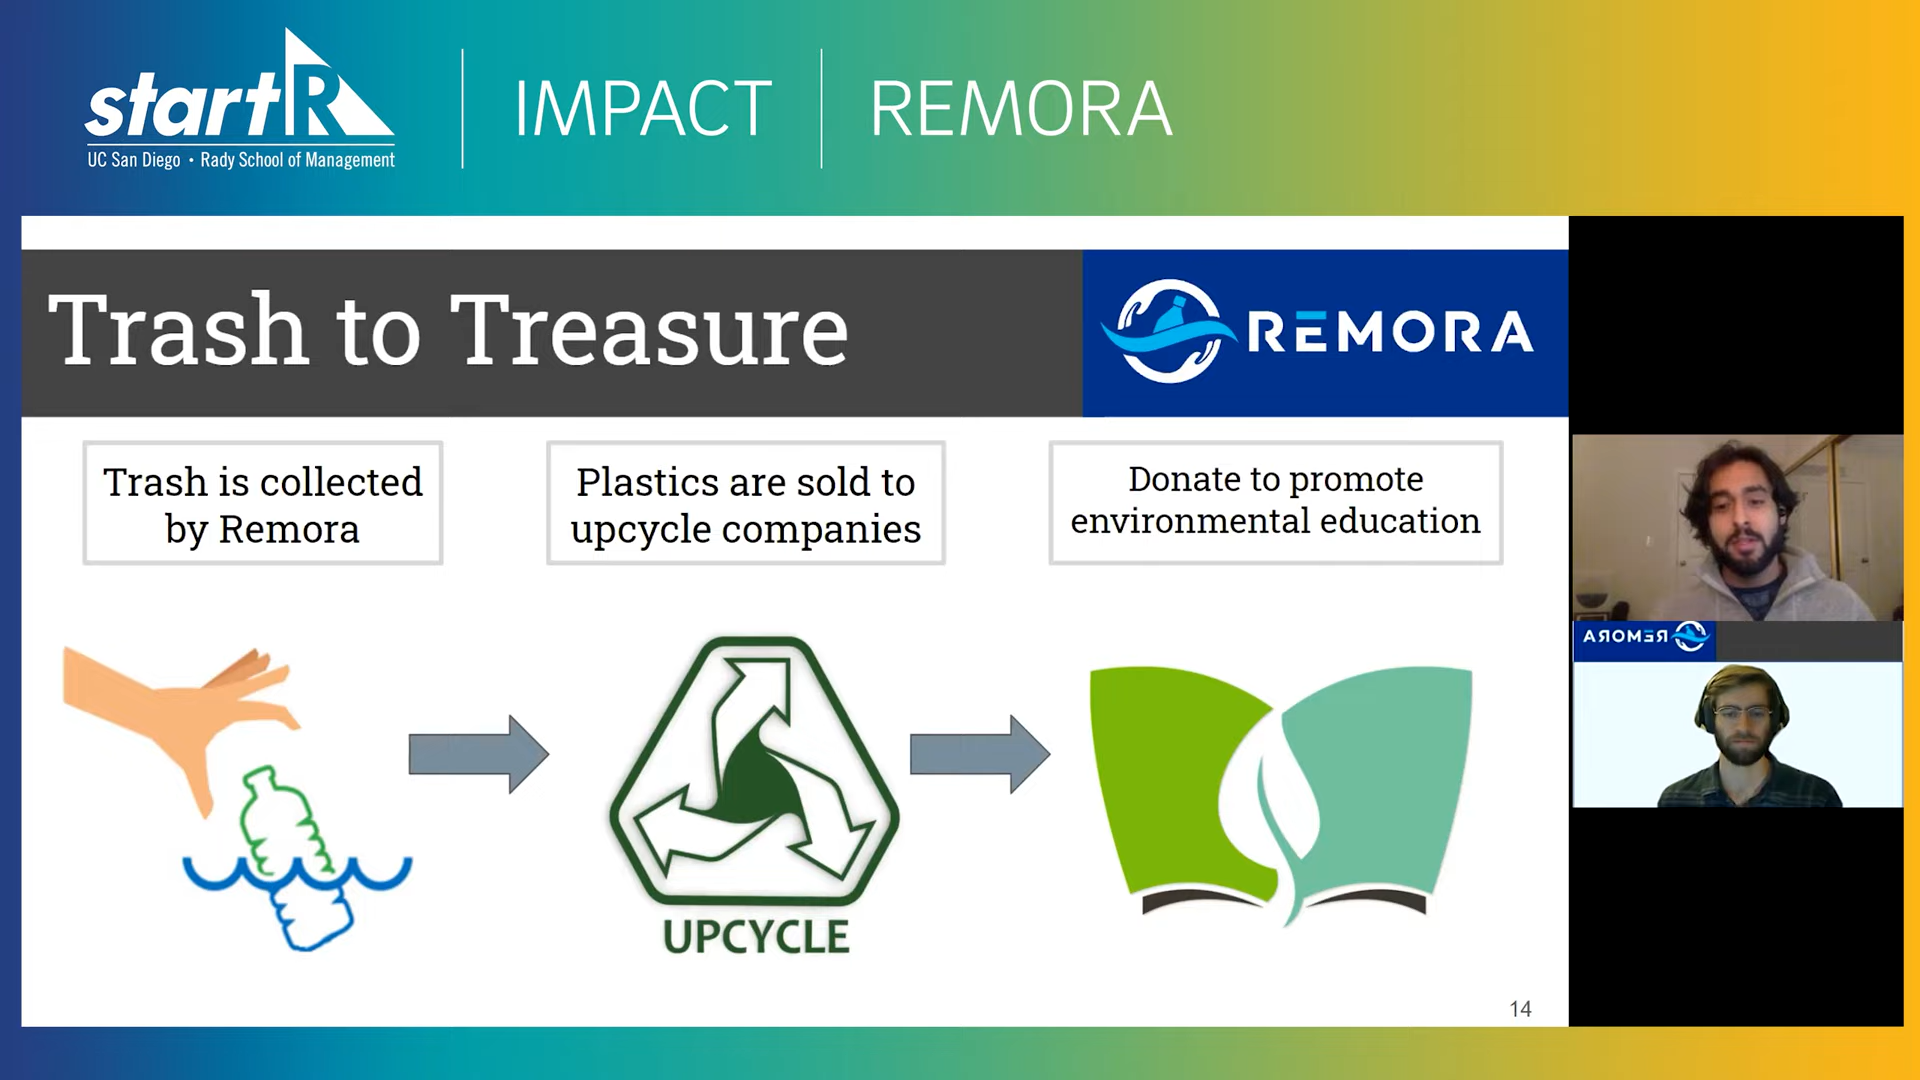 startR
UC San Diego • Rady School of Management
IMPACT
REMORA
Trash to Treasure
REMORA
Trash is collected
by Remora
Plastics are sold to
upcycle companies
Donate to promote
environmental education
UPCYCLE
14
REMORA